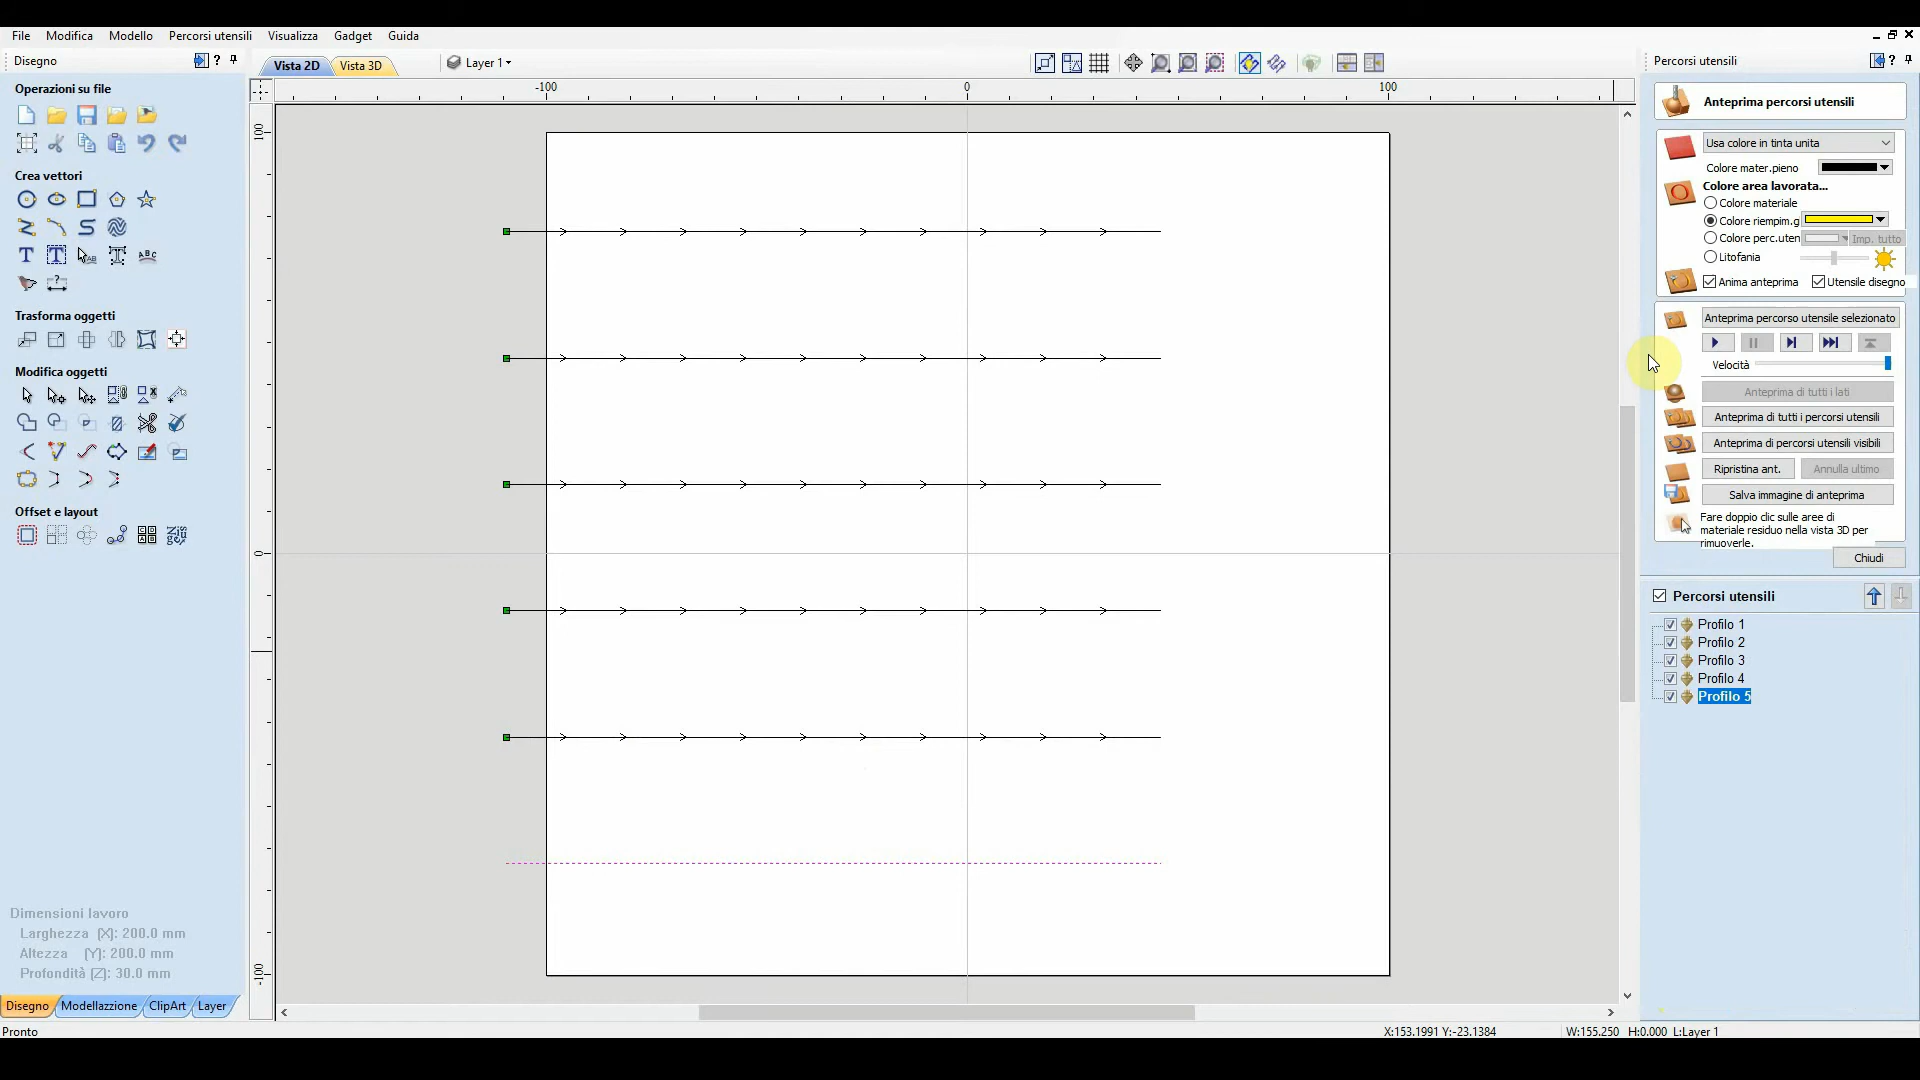 File Modifica Modello Percorsi utensili Visualizza Gadget Guida
Disegno
Operazioni su file
Crea vettori
Trasforma oggetti
Modifica oggetti
Offset e layout
Dimensioni lavoro
Larghezza (X): 200.0 mm
Altezza (Y): 200.0 mm
Profondità (Z): 30.0 mm
Disegno Modellazzione ClipArt Layer
Pronto
Vista 2D Vista 3D Layer 1
-100 0 100
100
0
-100
X:153.1991 Y:-23.1384 W:155.250 H:0.000 L:Layer 1
Percorsi utensili
Anteprima percorsi utensili
Usa colore in tinta unita
Colore mater.pieno
Colore area lavorata...
Colore materiale
Colore riempim.g
Colore perc.uten Imp. tutto
Litofania
Anima anteprima Utensile disegno
Anteprima percorso utensile selezionato
Velocità
Anteprima di tutti i lati
Anteprima di tutti i percorsi utensili
Anteprima di percorsi utensili visibili
Ripristina ant. Annulla ultimo
Salva immagine di anteprima
Fare doppio clic sulle aree di
materiale residuo nella vista 3D per
rimuoverle.
Chiudi
Percorsi utensili
Profilo 1
Profilo 2
Profilo 3
Profilo 4
Profilo 5